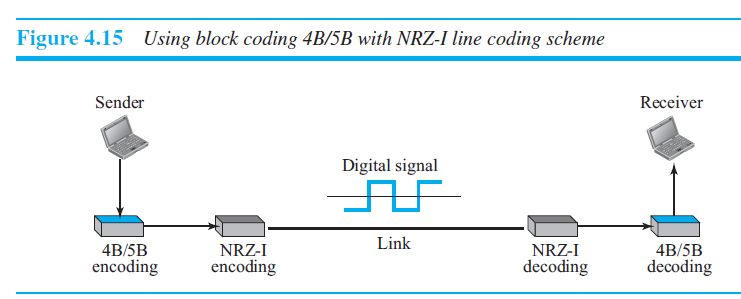 Figure 4.15 Using block coding 4B/5B with NRZ-I line coding scheme
Sender
Receiver
Digital signal
Link
4B/5B
encoding
NRZ-I
encoding
NRZ-I
decoding
4B/5B
decoding